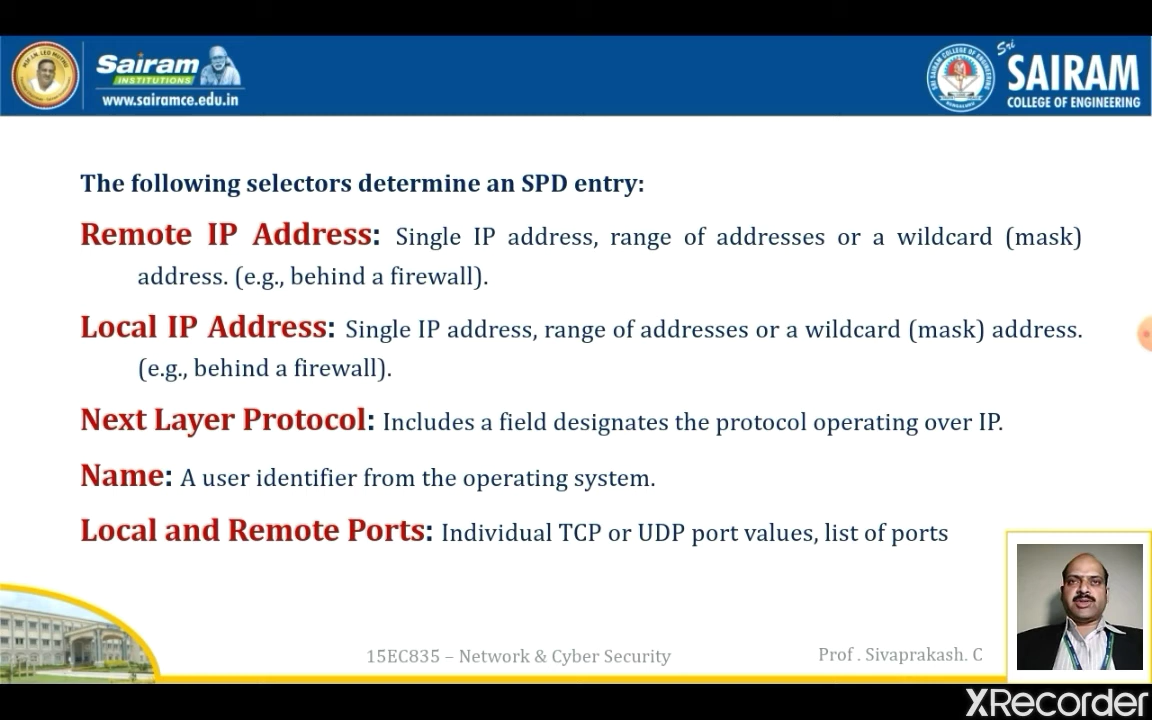 Sairam
INSTITUTIONS
www.sairamce.edu.in
Sri
SAIRAM
COLLEGE OF ENGINEERING
The following selectors determine an SPD entry:
Remote IP Address: Single IP address, range of addresses or a wildcard (mask)
address. (e.g., behind a firewall).
Local IP Address: Single IP address, range of addresses or a wildcard (mask) address.
(e.g., behind a firewall).
Next Layer Protocol: Includes a field designates the protocol operating over IP.
Name: A user identifier from the operating system.
Local and Remote Ports: Individual TCP or UDP port values, list of ports
15EC835 – Network & Cyber Security
Prof . Sivaprakash. C
XRecorder